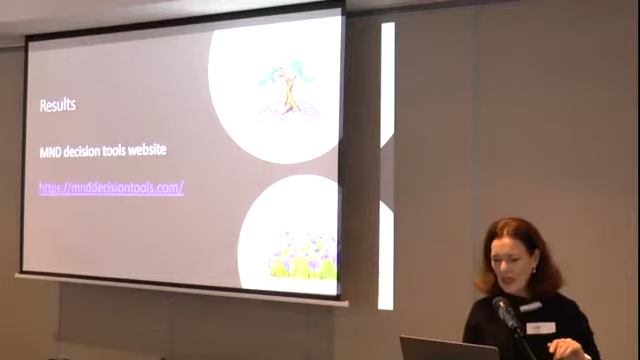 Results
MND decision tools website
https://mnddecisiontools.com/